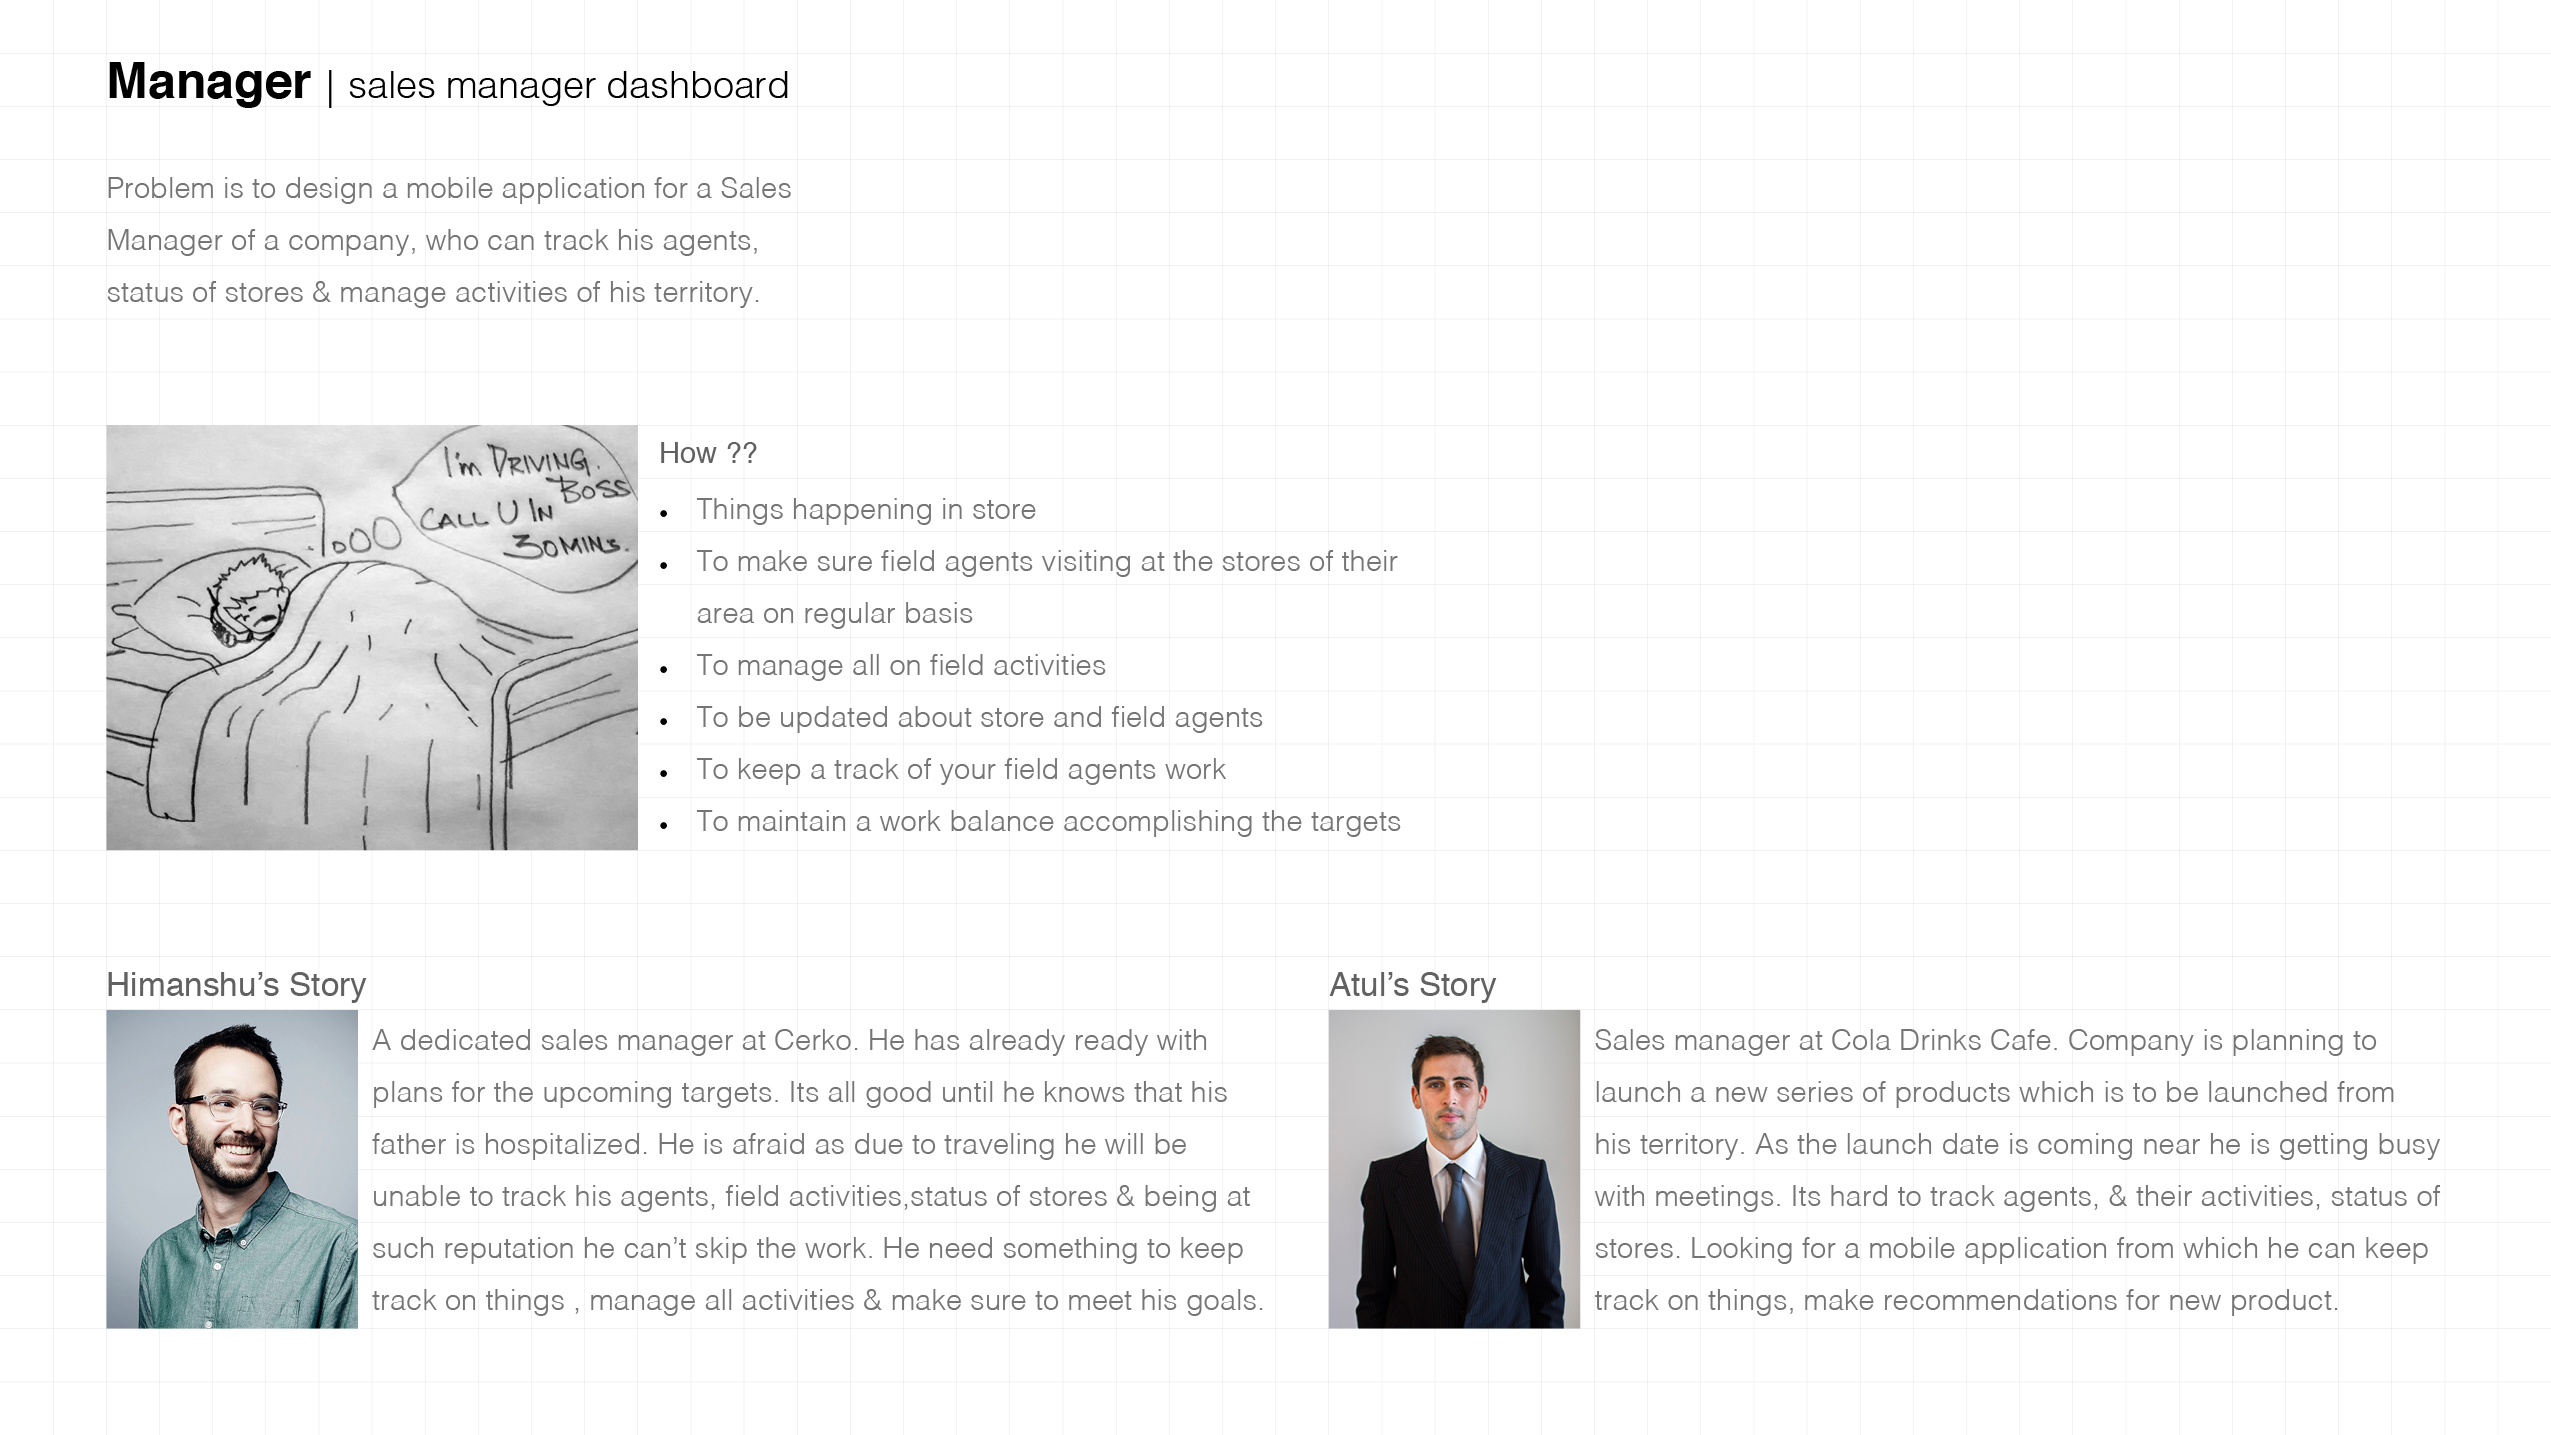 Manager | sales manager dashboard
Problem is to design a mobile application for a Sales
Manager of a company, who can track his agents,
status of stores & manage activities of his territory.
I'm DRIVING.
BOSS
CALL U IN
30 MINS.
How ??
• Things happening in store
• To make sure field agents visiting at the stores of their
area on regular basis
• To manage all on field activities
• To be updated about store and field agents
• To keep a track of your field agents work
• To maintain a work balance accomplishing the targets
Himanshu’s Story
A dedicated sales manager at Cerko. He has already ready with
plans for the upcoming targets. Its all good until he knows that his
father is hospitalized. He is afraid as due to traveling he will be
unable to track his agents, field activities,status of stores & being at
such reputation he can’t skip the work. He need something to keep
track on things , manage all activities & make sure to meet his goals.
Atul’s Story
Sales manager at Cola Drinks Cafe. Company is planning to
launch a new series of products which is to be launched from
his territory. As the launch date is coming near he is getting busy
with meetings. Its hard to track agents, & their activities, status of
stores. Looking for a mobile application from which he can keep
track on things, make recommendations for new product.